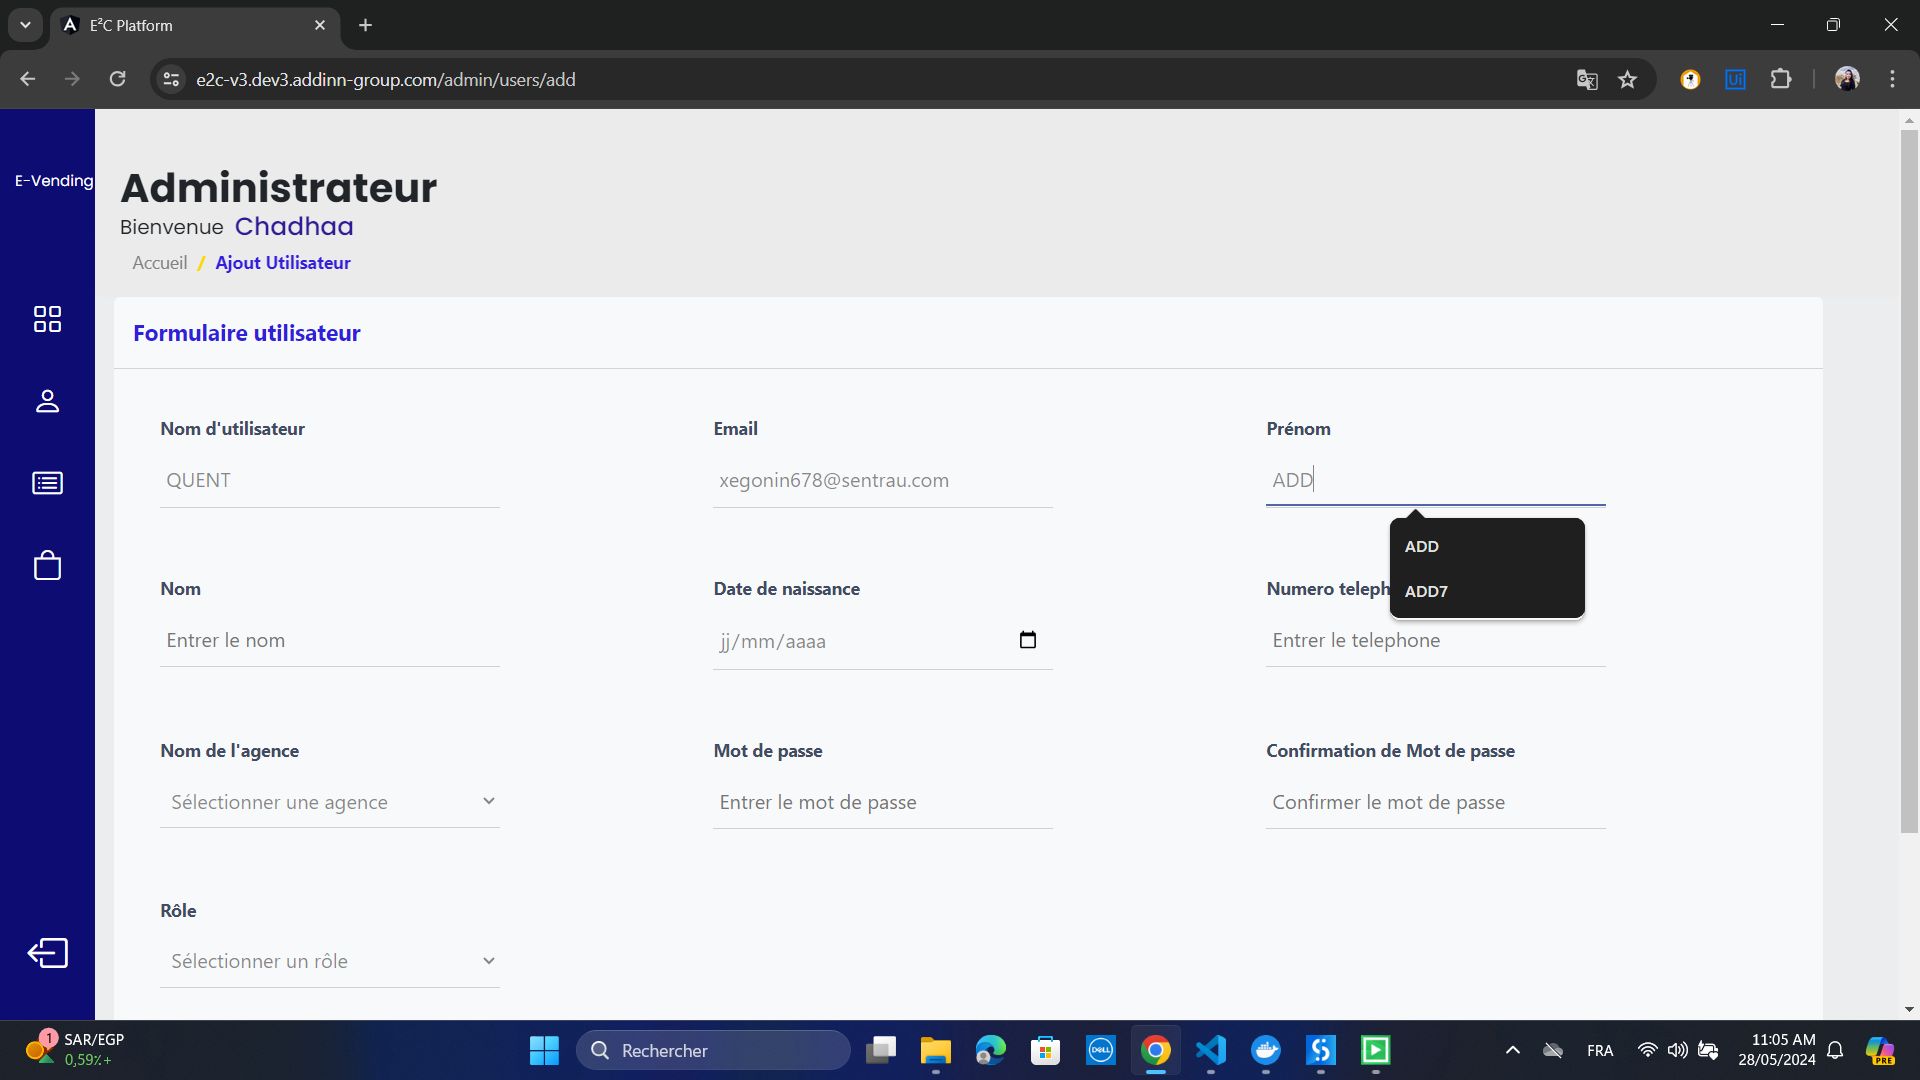 E²C Platform
e2c-v3.dev3.addinn-group.com/admin/users/add
E-Vending
Administrateur
Bienvenue Chadhaa
Accueil / Ajout Utilisateur
Formulaire utilisateur
Nom d'utilisateur
Email
Prénom
QUENT
xegonin678@sentrau.com
ADD
ADD
ADD7
Nom
Date de naissance
Numero teleph
Entrer le nom
jj/mm/aaaa
Entrer le telephone
Nom de l'agence
Mot de passe
Confirmation de Mot de passe
Sélectionner une agence
Entrer le mot de passe
Confirmer le mot de passe
Rôle
Sélectionner un rôle
1
SAR/EGP
0,59%+
Rechercher
DELL
FRA
11:05 AM
28/05/2024
PRE
Ui